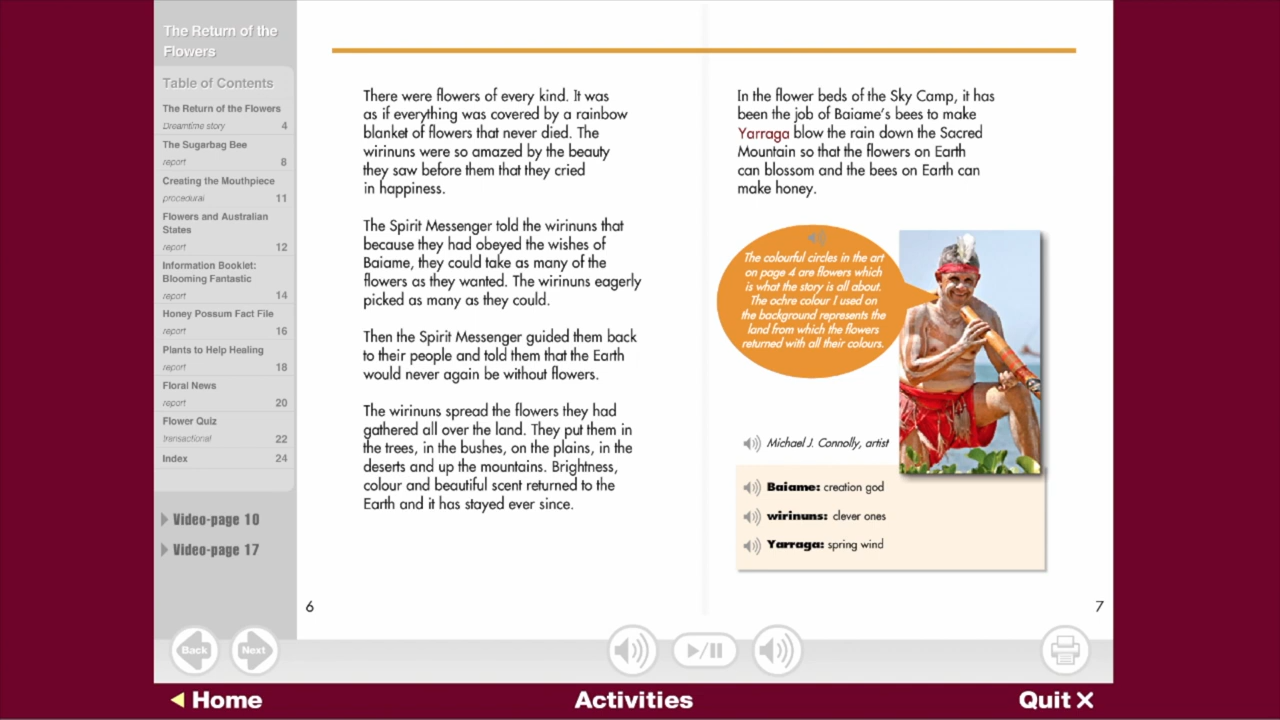 The Return of the
Flowers
Table of Contents
The Return of the Flowers
Dreamtime story 4
The Sugarbag Bee
report 8
Creating the Mouthpiece
procedural 11
Flowers and Australian
States
report 12
Information Booklet:
Blooming Fantastic
report 14
Honey Possum Fact File
report 16
Plants to Help Healing
report 18
Floral News
report 20
Flower Quiz
transactional 22
Index 24
Video-page 10
Video-page 17
There were flowers of every kind. It was
as if everything was covered by a rainbow
blanket of flowers that never died. The
wirinuns were so amazed by the beauty
they saw before them that they cried
in happiness.
The Spirit Messenger told the wirinuns that
because they had obeyed the wishes of
Baiame, they could take as many of the
flowers as they wanted. The wirinuns eagerly
picked as many as they could.
Then the Spirit Messenger guided them back
to their people and told them that the Earth
would never again be without flowers.
The wirinuns spread the flowers they had
gathered all over the land. They put them in
the trees, in the bushes, on the plains, in the
deserts and up the mountains. Brightness,
colour and beautiful scent returned to the
Earth and it has stayed ever since.
6
In the flower beds of the Sky Camp, it has
been the job of Baiame's bees to make
Yarraga blow the rain down the Sacred
Mountain so that the flowers on Earth
can blossom and the bees on Earth can
make honey.
The colourful circles in the art
on page 4 are flowers which
is what the story is all about.
The ochre colour I used on
the background represents the
land from which the flowers
returned with all their colours.
Michael J. Connolly, artist
Baiame: creation god
wirinuns: clever ones
Yarraga: spring wind
7
Back
Next
Home
Activities
Quit X